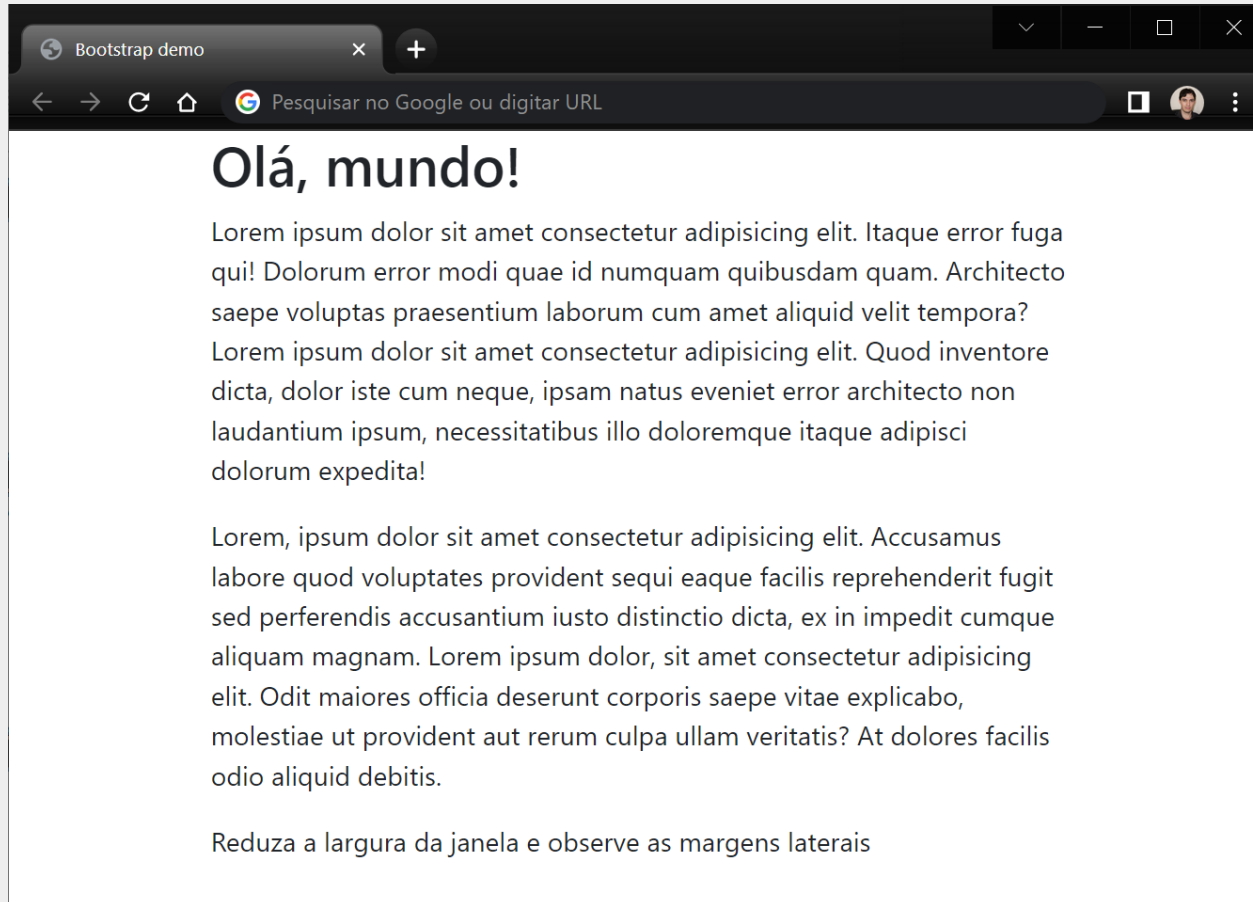 Bootstrap demo
Pesquisar no Google ou digitar URL
Olá, mundo!
Lorem ipsum dolor sit amet consectetur adipisicing elit. Itaque error fuga
qui! Dolorum error modi quae id numquam quibusdam quam. Architecto
saepe voluptas praesentium laborum cum amet aliquid velit tempora?
Lorem ipsum dolor sit amet consectetur adipisicing elit. Quod inventore
dicta, dolor iste cum neque, ipsam natus eveniet error architecto non
laudantium ipsum, necessitatibus illo doloremque itaque adipisci
dolorum expedita!
Lorem, ipsum dolor sit amet consectetur adipisicing elit. Accusamus
labore quod voluptates provident sequi eaque facilis reprehenderit fugit
sed perferendis accusantium iusto distinctio dicta, ex in impedit cumque
aliquam magnam. Lorem ipsum dolor, sit amet consectetur adipisicing
elit. Odit maiores officia deserunt corporis saepe vitae explicabo,
molestiae ut provident aut rerum culpa ullam veritatis? At dolores facilis
odio aliquid debitis.
Reduza a largura da janela e observe as margens laterais